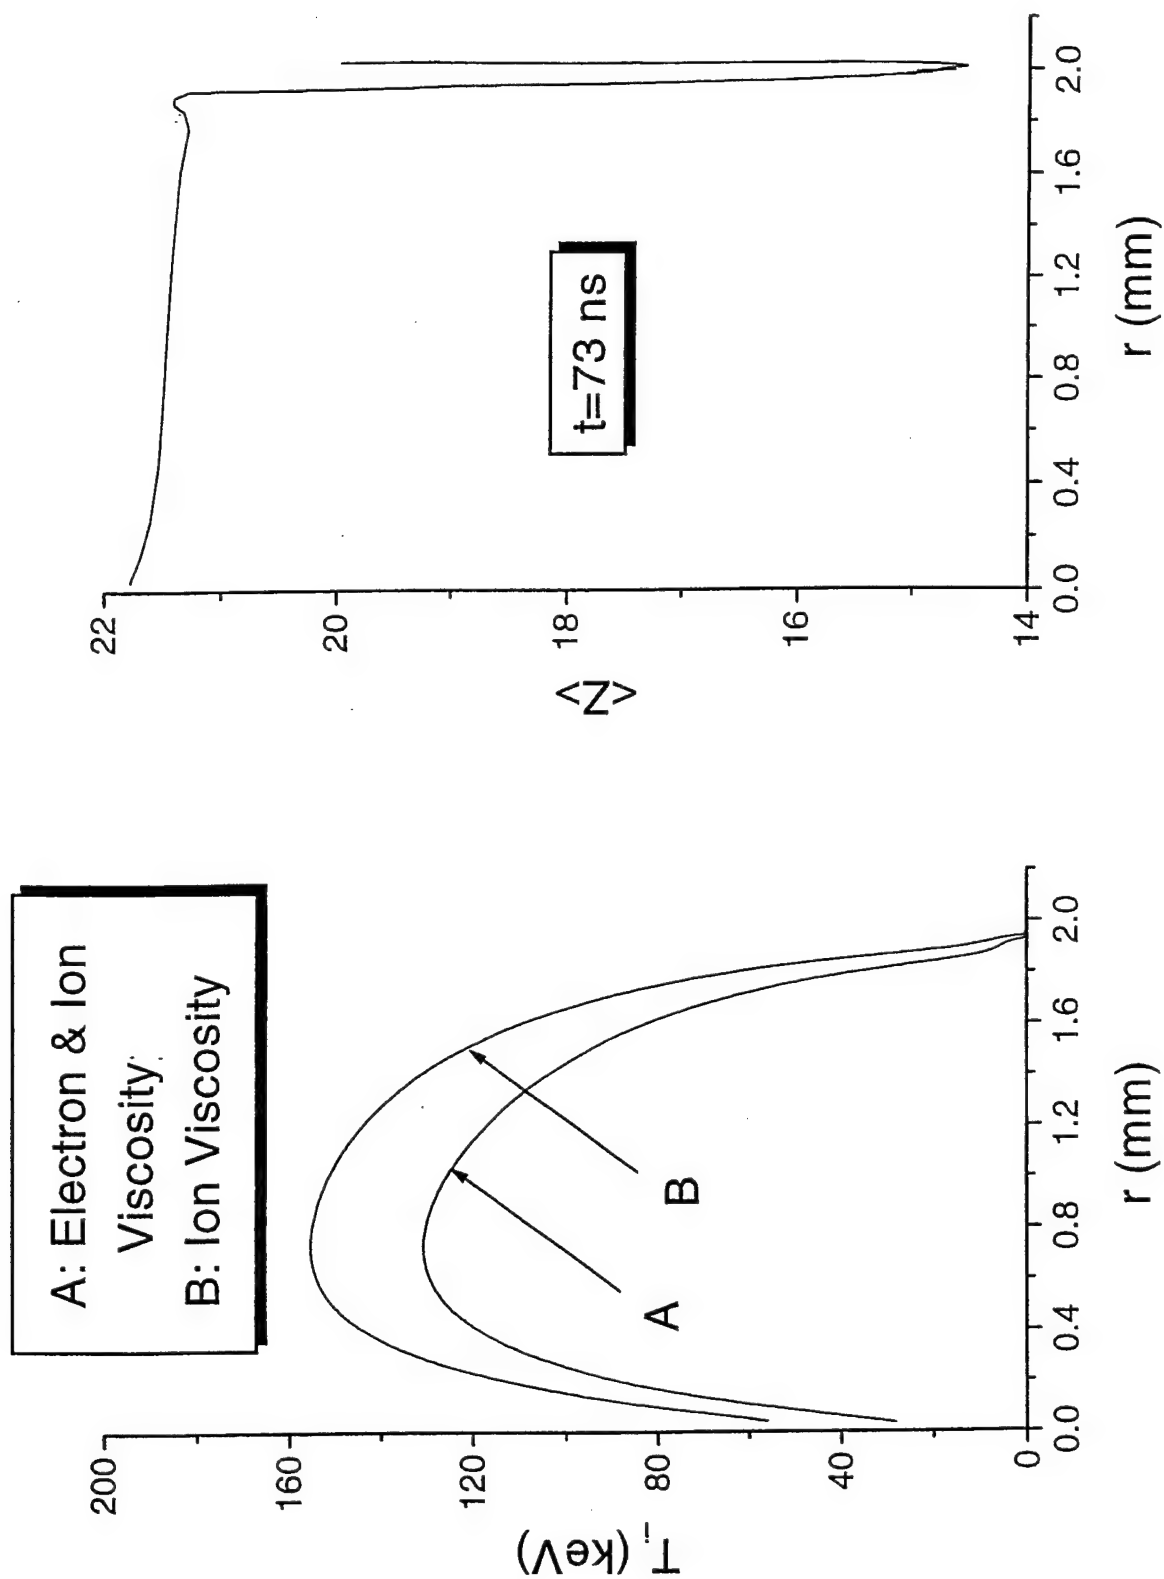 A: Electron & Ion
Viscosity
B: Ion Viscosity
200
160
120
80
40
0
T_i (keV)
A
B
0.0 0.4 0.8 1.2 1.6 2.0
r (mm)
22
20
18
16
14
<Z>
t=73 ns
0.0 0.4 0.8 1.2 1.6 2.0
r (mm)